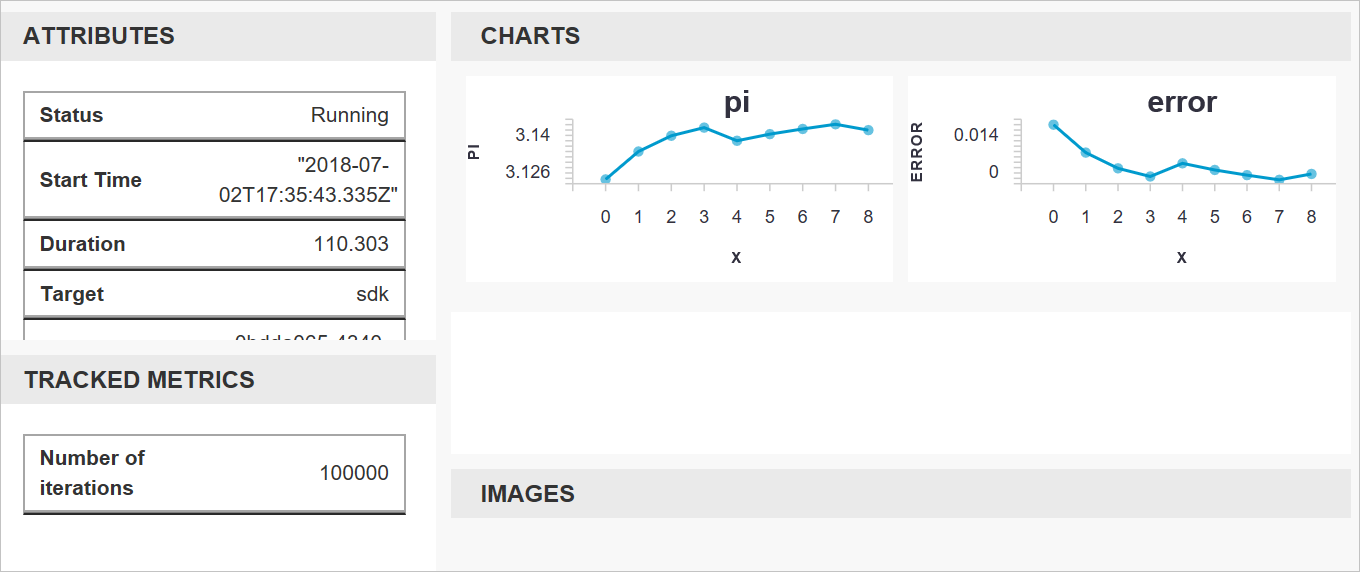 ATTRIBUTES
Status Running
Start Time "2018-07-
02T17:35:43.335Z"
Duration 110.303
Target sdk
TRACKED METRICS
Number of
iterations 100000
CHARTS
pi
PI
3.14
3.126
0 1 2 3 4 5 6 7 8
X
error
ERROR
0.014
0
0 1 2 3 4 5 6 7 8
X
IMAGES